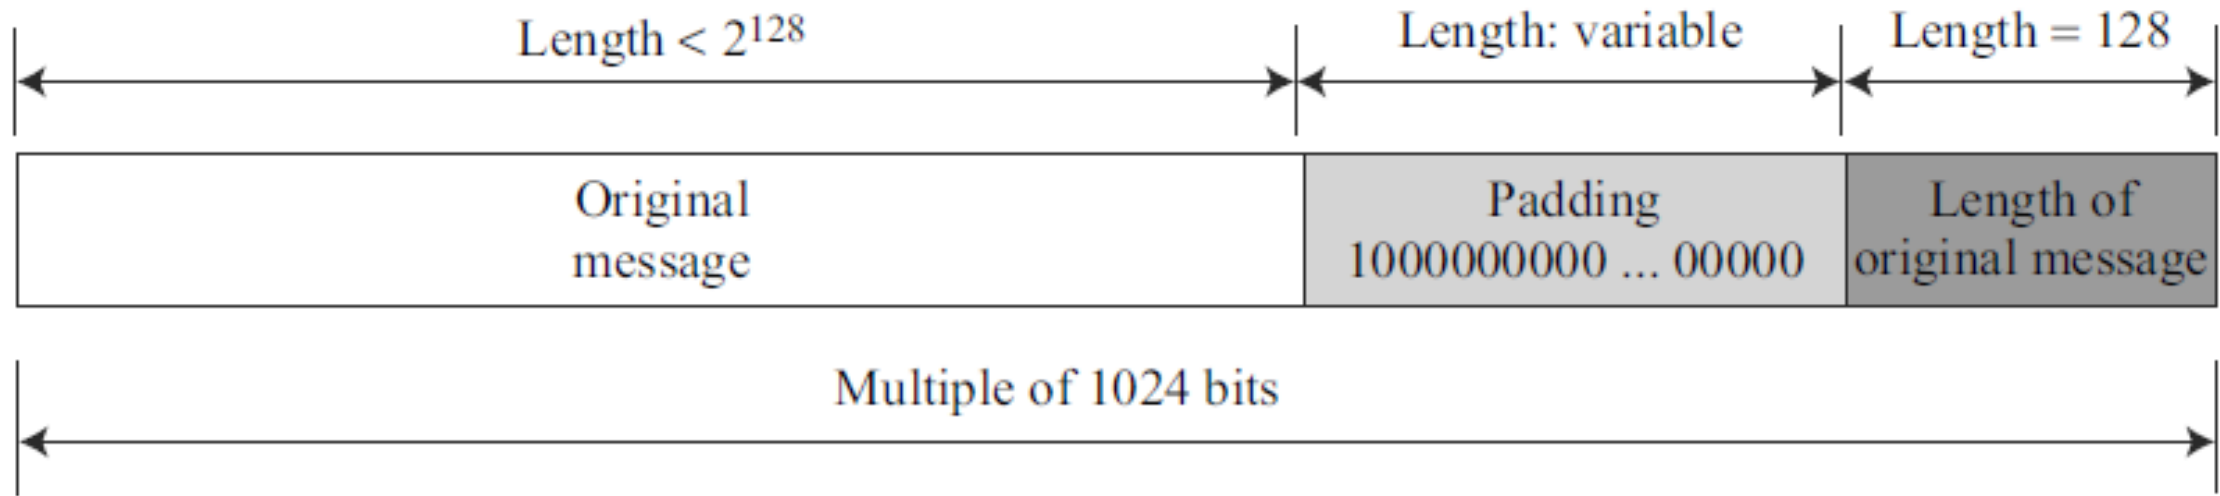 Length < 2¹²⁸
Length: variable
Length = 128
Original
message
Padding
1000000000 ... 00000
Length of
original message
Multiple of 1024 bits